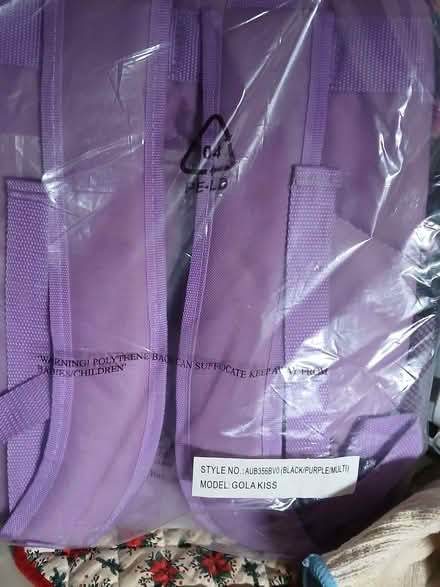 04
PE-LD
"WARNING! POLYTHENE BAGS CAN SUFFOCATE KEEP AWAY FROM
BABIES/CHILDREN"
STYLE NO.: AUB356BV0 (BLACK/PURPLE/MULTI)
MODEL: GOLA KISS